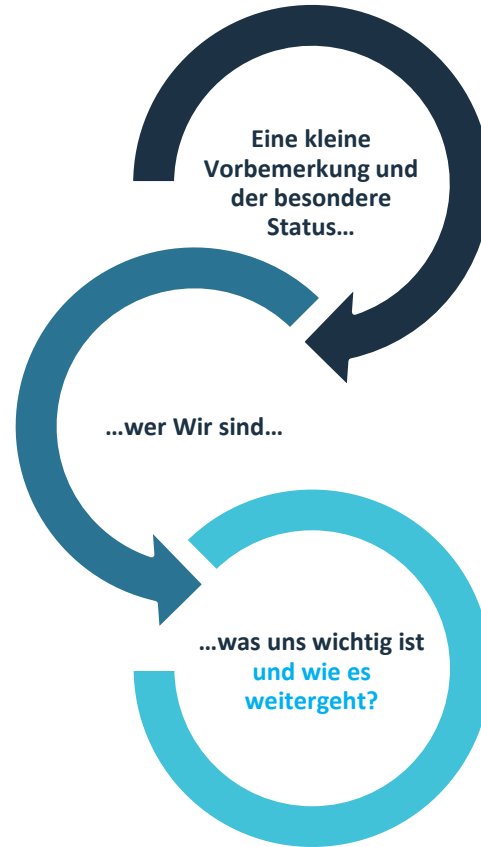 Eine kleine
Vorbemerkung und
der besondere
Status…
…wer Wir sind…
…was uns wichtig ist
und wie es
weitergeht?